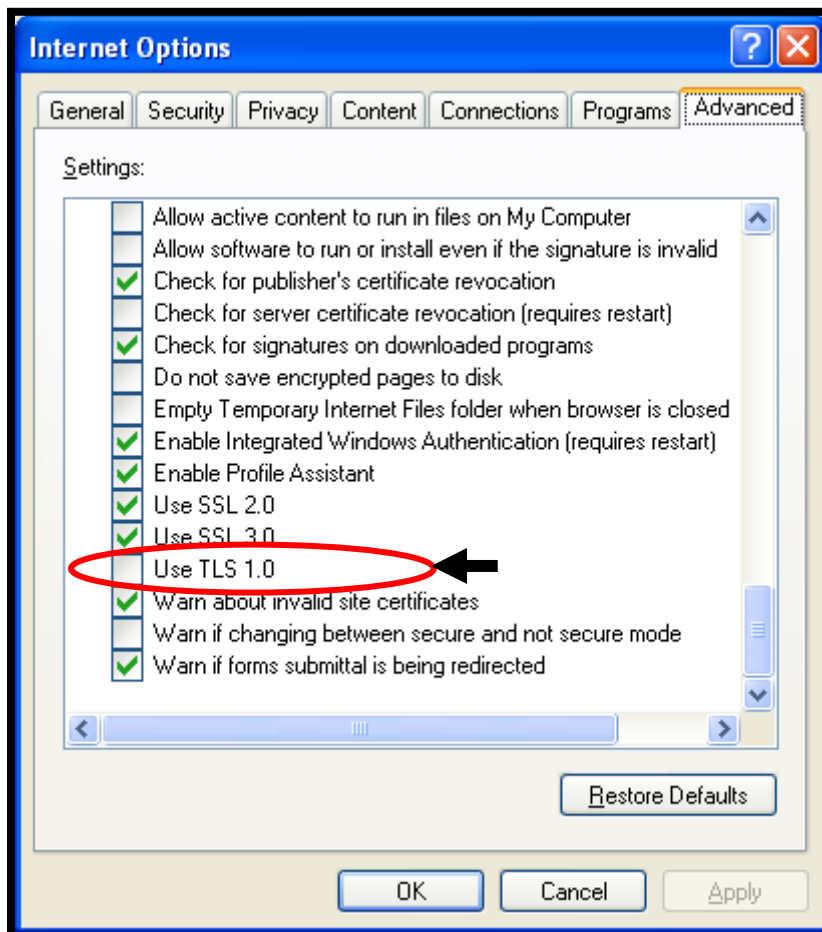 Internet Options
General Security Privacy Content Connections Programs Advanced
Settings:
Allow active content to run in files on My Computer
Allow software to run or install even if the signature is invalid
Check for publisher's certificate revocation
Check for server certificate revocation (requires restart)
Check for signatures on downloaded programs
Do not save encrypted pages to disk
Empty Temporary Internet Files folder when browser is closed
Enable Integrated Windows Authentication (requires restart)
Enable Profile Assistant
Use SSL 2.0
Use SSL 3.0
Use TLS 1.0
Warn about invalid site certificates
Warn if changing between secure and not secure mode
Warn if forms submittal is being redirected
Restore Defaults
OK Cancel Apply